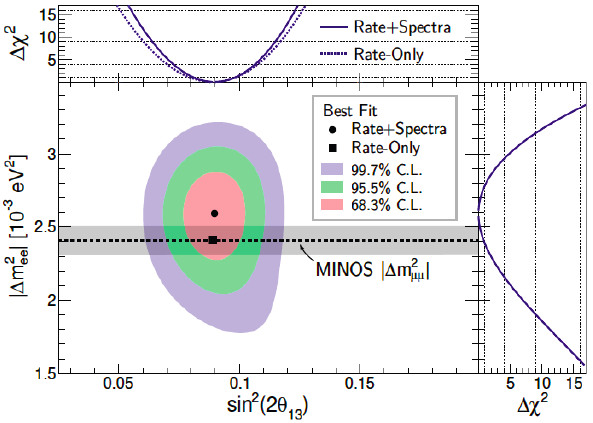 Δχ²
15
10
5
Rate+Spectra
Rate-Only
|Δm²ₑₑ| [10⁻³ eV²]
3
2.5
2
1.5
Best Fit
Rate+Spectra
Rate-Only
99.7% C.L.
95.5% C.L.
68.3% C.L.
MINOS |Δm²μμ|
0.05
0.1
0.15
sin²(2θ₁₃)
5
10
15
Δχ²